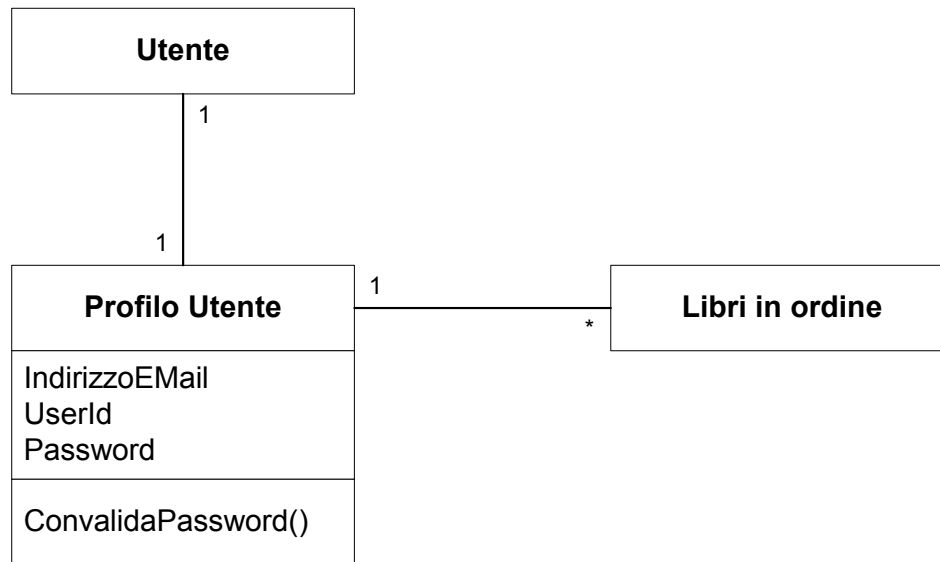 Utente
1
1
Profilo Utente
1
*
Libri in ordine
IndirizzoEMail
UserId
Password
ConvalidaPassword()